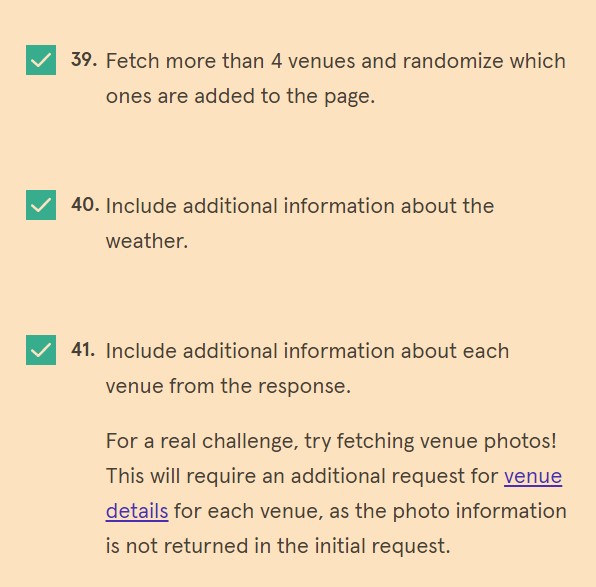 39. Fetch more than 4 venues and randomize which
ones are added to the page.
40. Include additional information about the
weather.
41. Include additional information about each
venue from the response.
For a real challenge, try fetching venue photos!
This will require an additional request for venue
details for each venue, as the photo information
is not returned in the initial request.